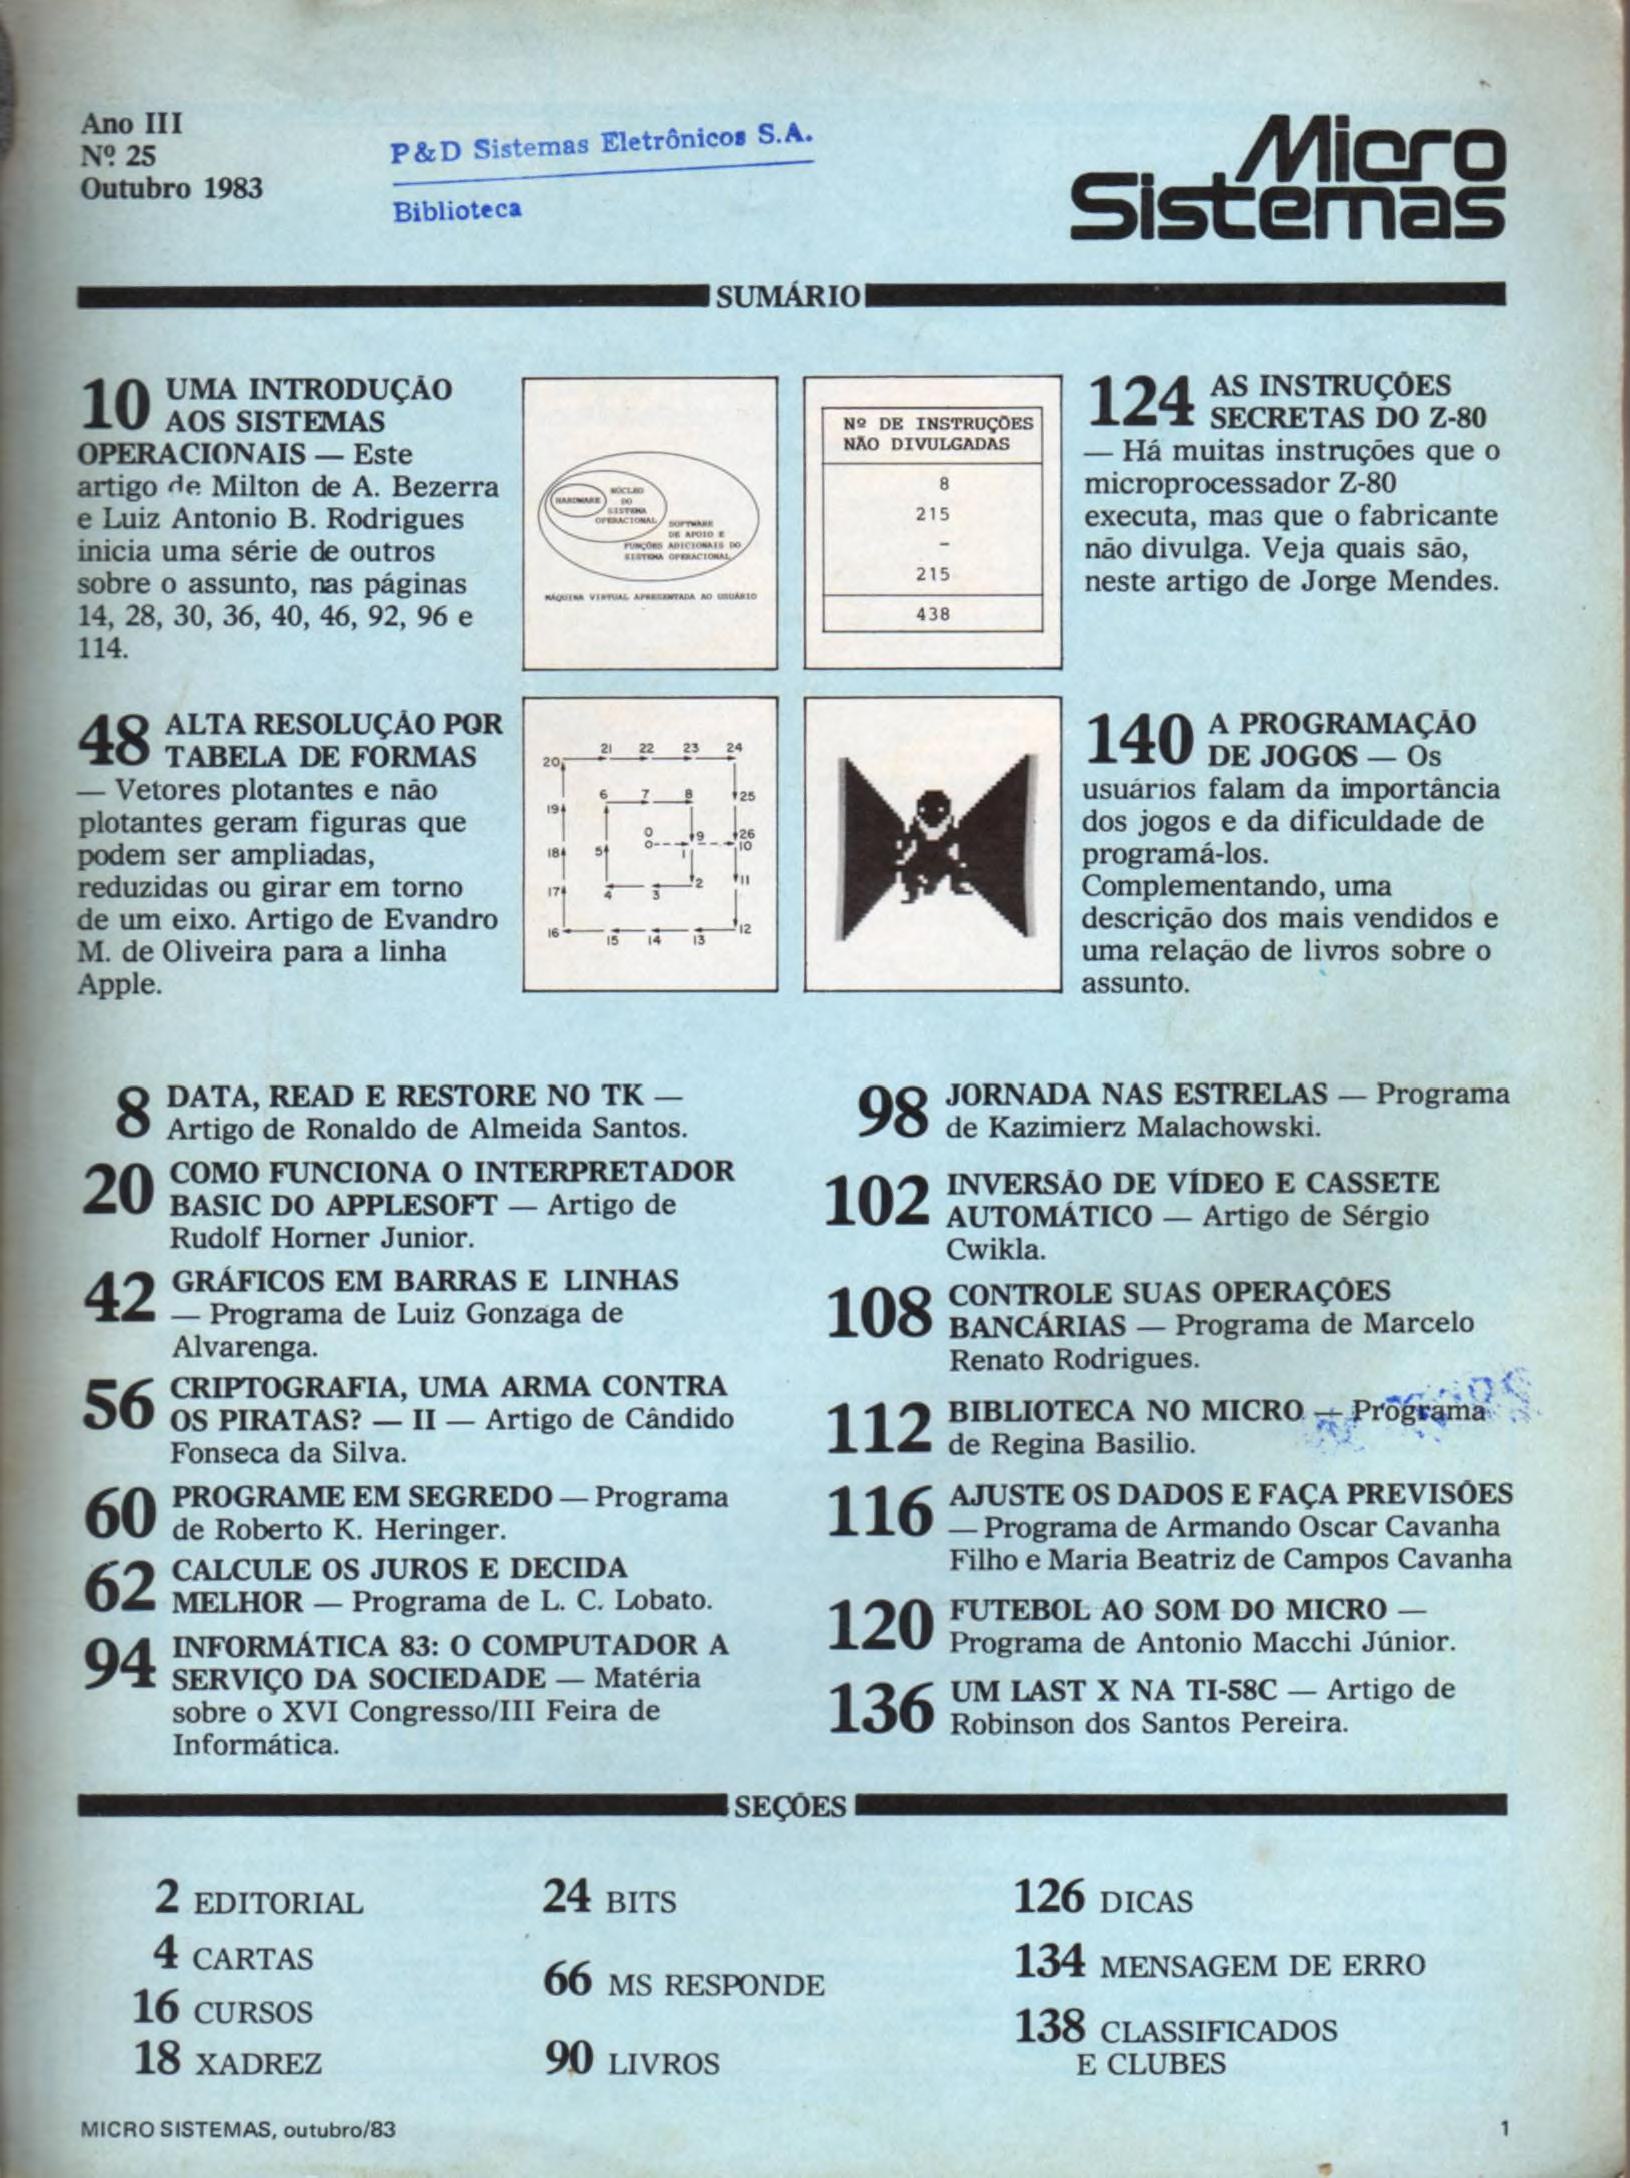 Ano III
Nº 25
Outubro 1983
P&D Sistemas Eletrônicos S.A.
Biblioteca
Micro
Sistemas
SUMÁRIO
10 UMA INTRODUÇÃO
AOS SISTEMAS
OPERACIONAIS — Este
artigo de Milton de A. Bezerra
e Luiz Antonio B. Rodrigues
inicia uma série de outros
sobre o assunto, nas páginas
14, 28, 30, 36, 40, 46, 92, 96 e
114.
HARDWARE
NÚCLEO
DO
SISTEMA
OPERACIONAL
SOFTWARE
DE APOIO E
FUNÇÕES ADICIONAIS DO
SISTEMA OPERACIONAL
MÁQUINA VIRTUAL APRESENTADA AO USUÁRIO
Nº DE INSTRUÇÕES
NÃO DIVULGADAS
8
215
-
215
438
124 AS INSTRUÇÕES
SECRETAS DO Z-80
— Há muitas instruções que o
microprocessador Z-80
executa, mas que o fabricante
não divulga. Veja quais são,
neste artigo de Jorge Mendes.
48 ALTA RESOLUÇÃO POR
TABELA DE FORMAS
— Vetores plotantes e não
plotantes geram figuras que
podem ser ampliadas,
reduzidas ou girar em torno
de um eixo. Artigo de Evandro
M. de Oliveira para a linha
Apple.
20 21 22 23 24
19 6 7 8 25
18 5 0 9 26
0 1 10
17 4 3 2 11
16 15 14 13 12
140 A PROGRAMAÇÃO
DE JOGOS — Os
usuários falam da importância
dos jogos e da dificuldade de
programá-los.
Complementando, uma
descrição dos mais vendidos e
uma relação de livros sobre o
assunto.
8 DATA, READ E RESTORE NO TK —
Artigo de Ronaldo de Almeida Santos.
20 COMO FUNCIONA O INTERPRETADOR
BASIC DO APPLESOFT — Artigo de
Rudolf Horner Junior.
42 GRÁFICOS EM BARRAS E LINHAS
— Programa de Luiz Gonzaga de
Alvarenga.
56 CRIPTOGRAFIA, UMA ARMA CONTRA
OS PIRATAS? — II — Artigo de Cândido
Fonseca da Silva.
60 PROGRAME EM SEGREDO — Programa
de Roberto K. Heringer.
62 CALCULE OS JUROS E DECIDA
MELHOR — Programa de L. C. Lobato.
94 INFORMÁTICA 83: O COMPUTADOR A
SERVIÇO DA SOCIEDADE — Matéria
sobre o XVI Congresso/III Feira de
Informática.
98 JORNADA NAS ESTRELAS — Programa
de Kazimierz Malachowski.
102 INVERSÃO DE VÍDEO E CASSETE
AUTOMÁTICO — Artigo de Sérgio
Cwikla.
108 CONTROLE SUAS OPERAÇÕES
BANCÁRIAS — Programa de Marcelo
Renato Rodrigues.
112 BIBLIOTECA NO MICRO — Programa
de Regina Basilio.
116 AJUSTE OS DADOS E FAÇA PREVISÕES
— Programa de Armando Oscar Cavanha
Filho e Maria Beatriz de Campos Cavanha
120 FUTEBOL AO SOM DO MICRO —
Programa de Antonio Macchi Júnior.
136 UM LAST X NA TI-58C — Artigo de
Robinson dos Santos Pereira.
SEÇÕES
2 EDITORIAL
4 CARTAS
16 CURSOS
18 XADREZ
24 BITS
66 MS RESPONDE
90 LIVROS
126 DICAS
134 MENSAGEM DE ERRO
138 CLASSIFICADOS
E CLUBES
MICRO SISTEMAS, outubro/83
1